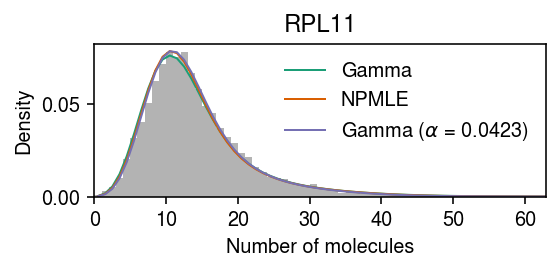 RPL11
Density
0.05
0.00
Gamma
NPMLE
Gamma (α = 0.0423)
0 10 20 30 40 50 60
Number of molecules